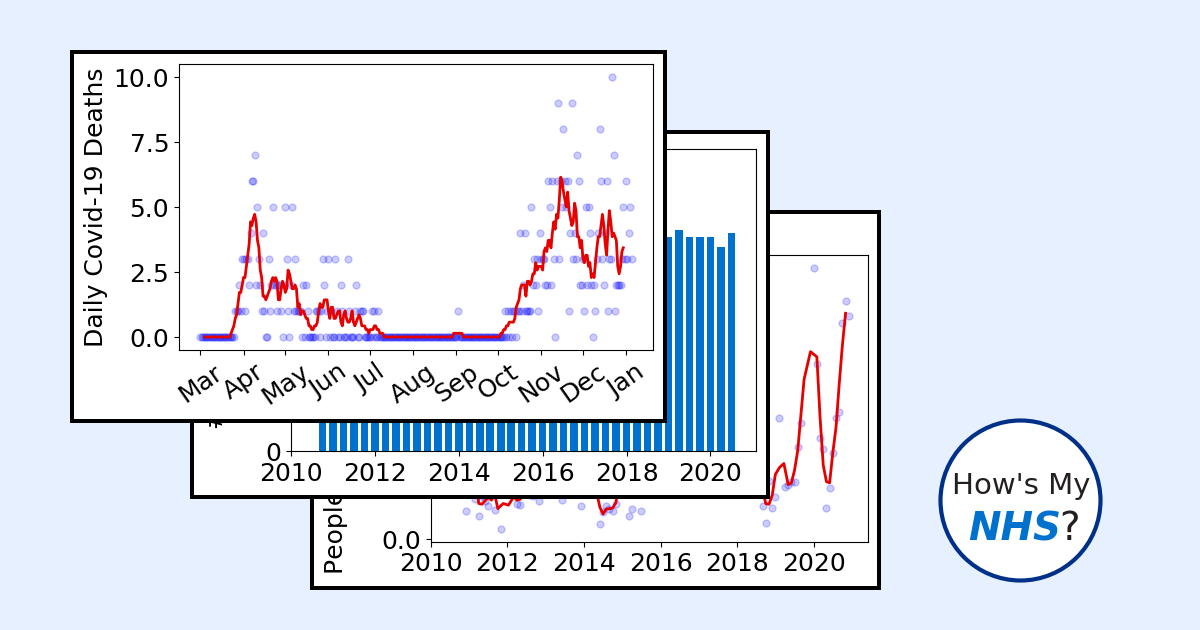 Daily Covid-19 Deaths
10.0
7.5
5.0
2.5
0.0
Mar Apr May Jun Jul Aug Sep Oct Nov Dec Jan
0
2010 2012 2014 2016 2018 2020
People
0.0
2010 2012 2014 2016 2018 2020
How's My
NHS?